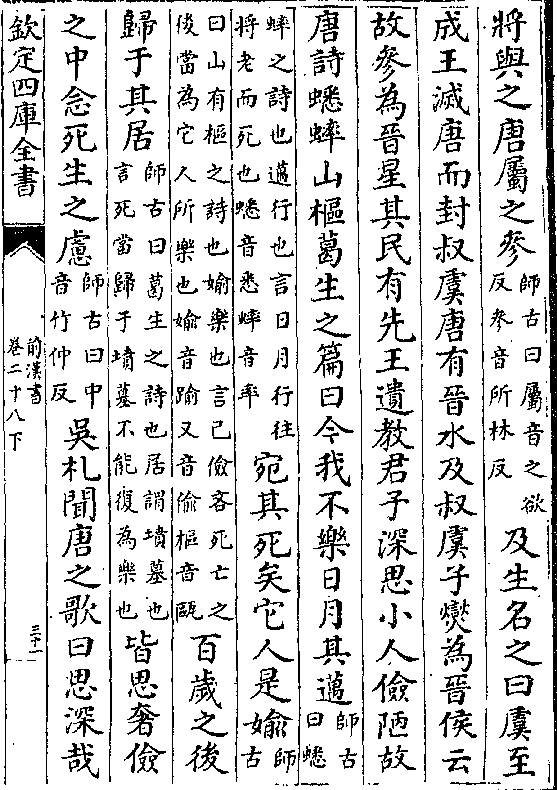 將與之唐屬之參師古曰屬音之欲反參音所林反及生名之曰虞至
成王滅唐而封叔虞唐有晉水及叔虞子燮為晉侯云
故參為晉星其民有先王遺教君子深思小人儉陋故
唐詩蟋蟀山樞葛生之篇曰今我不樂日月其邁師古曰蟋
蟀之詩也邁行也言日月行往將老而死也蟋音悉蟀音率宛其死矣它人是媮師古
曰山有樞之詩也媮樂也言己儉吝死亡之後當為它人所樂也媮音踰又音偷樞音甌百歲之後
歸于其居師古曰葛生之詩也居謂墳墓也言死當歸于墳墓不能復為樂也皆思奢儉
之中念死生之慮師古曰中音竹仲反吳札聞唐之歌曰思深哉
欽定四庫全書
前漢書
卷二十八下
三十一